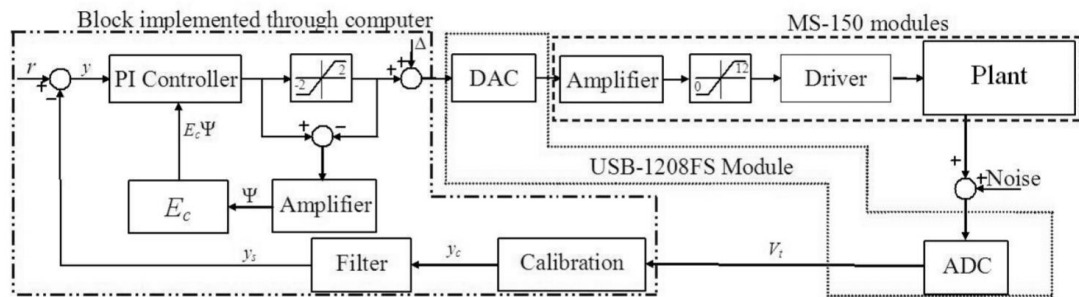 Block implemented through computer
MS-150 modules
r
+
−
y
PI Controller
-2
2
+
+
Δ
DAC
Amplifier
0
12
Driver
Plant
+
−
E_cΨ
USB-1208FS Module
+
+
Noise
E_c
Ψ
Amplifier
y_s
Filter
y_c
Calibration
V_t
ADC